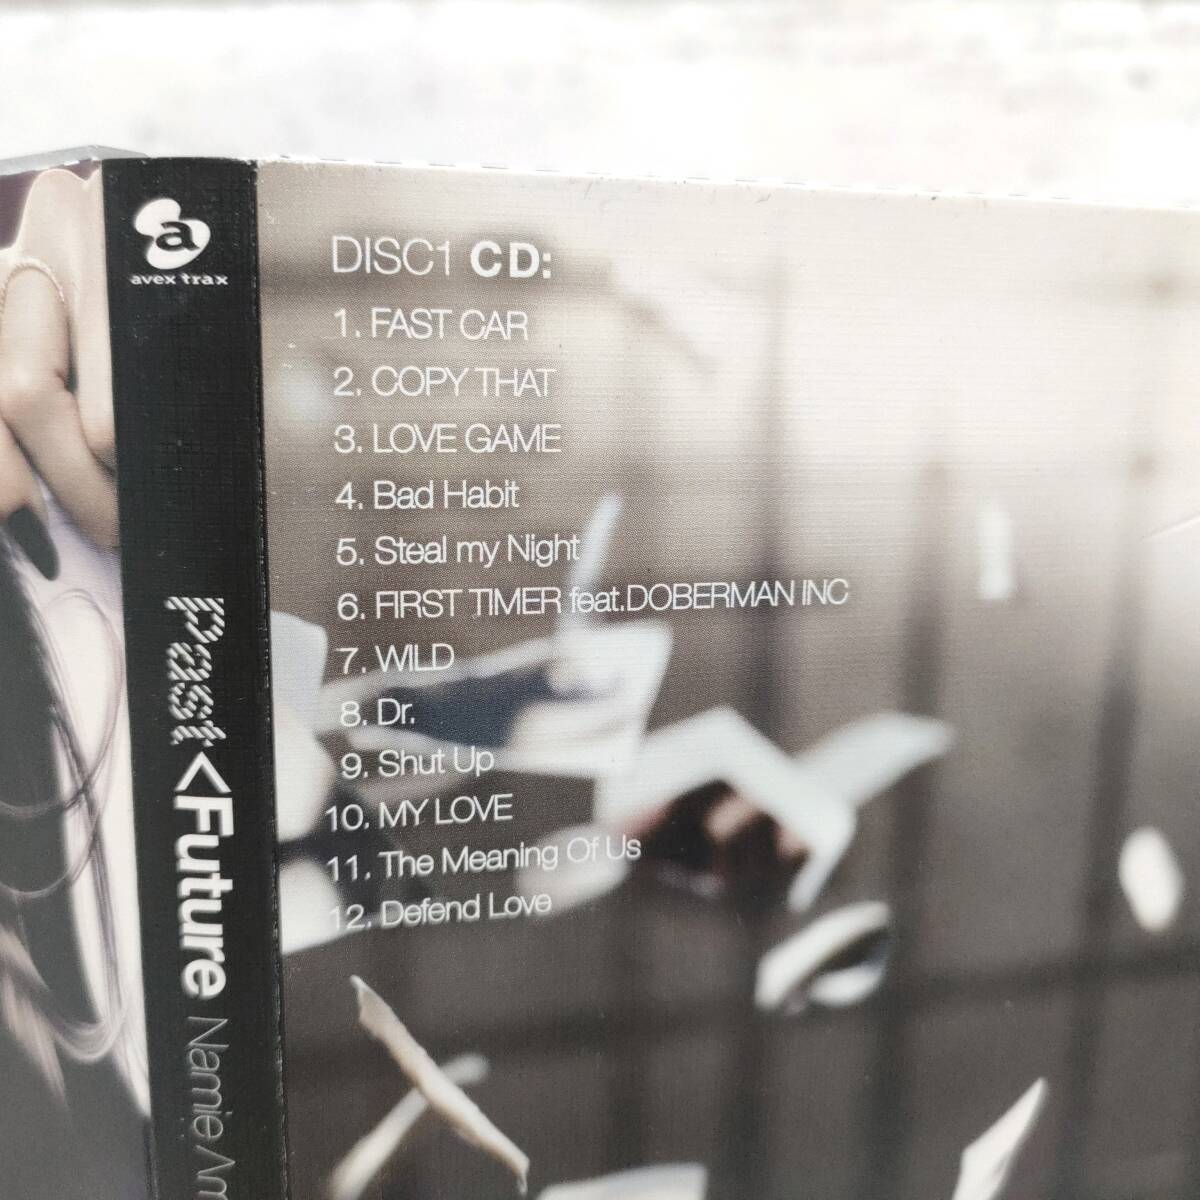 a
avex trax
Past<Future Namie Am
DISC1 CD:
1. FAST CAR
2. COPY THAT
3. LOVE GAME
4. Bad Habit
5. Steal my Night
6. FIRST TIMER feat.DOBERMAN INC
7. WILD
8. Dr.
9. Shut Up
10. MY LOVE
11. The Meaning Of Us
12. Defend Love